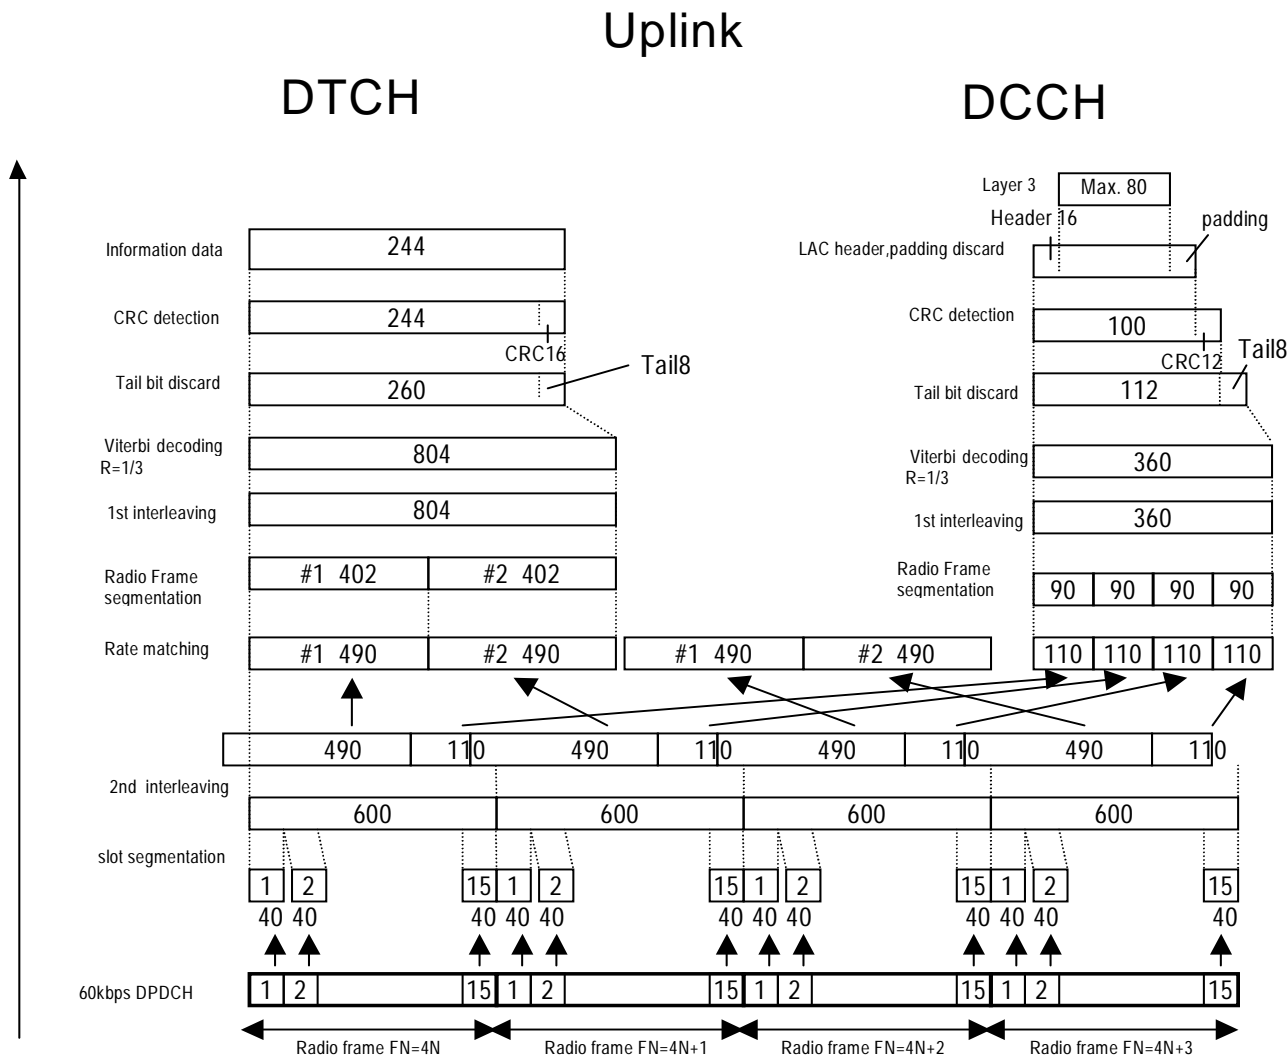 Uplink
DTCH
DCCH
Layer 3
Max. 80
Header 16
padding
Information data
244
LAC header,padding discard
CRC detection
244
CRC16
CRC detection
100
CRC12
Tail8
Tail8
Tail bit discard
260
Tail bit discard
112
Viterbi decoding
R=1/3
804
Viterbi decoding
R=1/3
360
1st interleaving
804
1st interleaving
360
Radio Frame
segmentation
#1 402
#2 402
Radio Frame
segmentation
90
90
90
90
Rate matching
#1 490
#2 490
#1 490
#2 490
110
110
110
110
490
110
490
110
490
110
490
110
2nd interleaving
600
600
600
600
slot segmentation
1
2
15
1
2
15
1
2
15
1
2
15
40
40
40
40
40
40
40
40
40
40
40
40
60kbps DPDCH
1
2
15
1
2
15
1
2
15
1
2
15
Radio frame FN=4N
Radio frame FN=4N+1
Radio frame FN=4N+2
Radio frame FN=4N+3